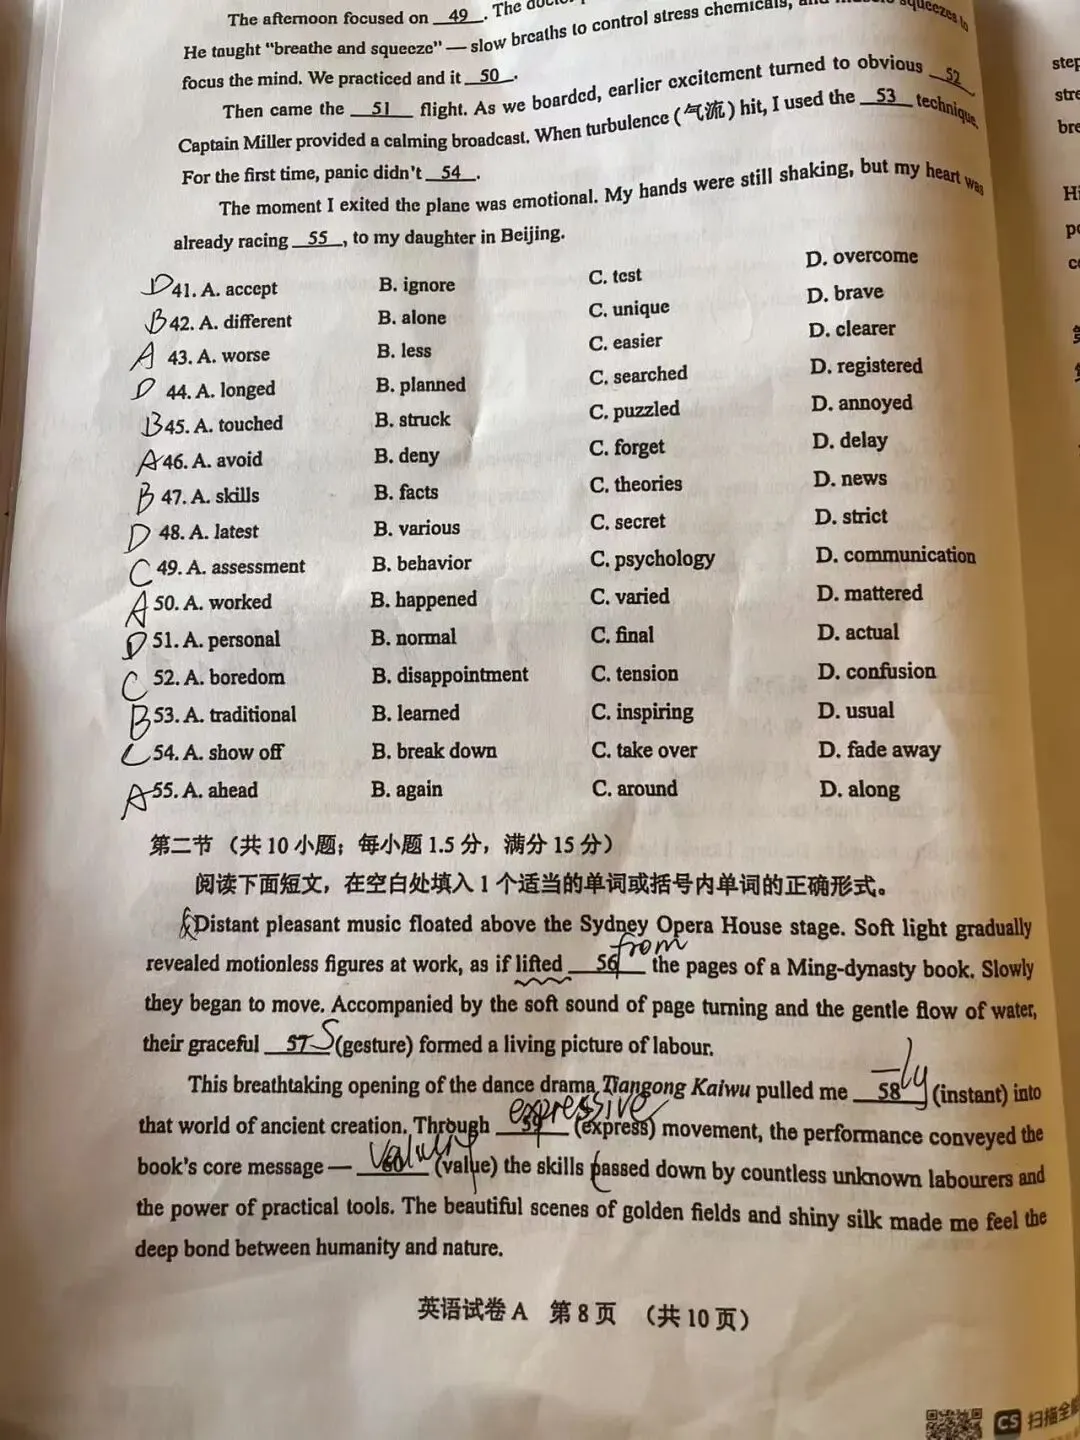 The afternoon focused on 49 . The
He taught "breathe and squeeze" — slow breaths to control stress chemicals, and squeezes to
focus the mind. We practiced and it 50 .
Then came the 51 flight. As we boarded, earlier excitement turned to obvious 52
Captain Miller provided a calming broadcast. When turbulence (气流) hit, I used the 53 technique.
For the first time, panic didn't 54 .
The moment I exited the plane was emotional. My hands were still shaking, but my heart was
already racing 55 , to my daughter in Beijing.
D 41. A. accept B. ignore C. test D. overcome
B 42. A. different B. alone C. unique D. brave
A 43. A. worse B. less C. easier D. clearer
D 44. A. longed B. planned C. searched D. registered
B 45. A. touched B. struck C. puzzled D. annoyed
A 46. A. avoid B. deny C. forget D. delay
B 47. A. skills B. facts C. theories D. news
D 48. A. latest B. various C. secret D. strict
C 49. A. assessment B. behavior C. psychology D. communication
A 50. A. worked B. happened C. varied D. mattered
D 51. A. personal B. normal C. final D. actual
C 52. A. boredom B. disappointment C. tension D. confusion
B 53. A. traditional B. learned C. inspiring D. usual
C 54. A. show off B. break down C. take over D. fade away
A 55. A. ahead B. again C. around D. along
第二节 （共 10 小题；每小题 1.5 分，满分 15 分）
阅读下面短文，在空白处填入 1 个适当的单词或括号内单词的正确形式。
Distant pleasant music floated above the Sydney Opera House stage. Soft light gradually
revealed motionless figures at work, as if lifted 56 from the pages of a Ming-dynasty book. Slowly
they began to move. Accompanied by the soft sound of page turning and the gentle flow of water,
their graceful 57 s (gesture) formed a living picture of labour.
This breathtaking opening of the dance drama Tiangong Kaiwu pulled me 58 —ly (instant) into
that world of ancient creation. Through 59 expressive (express) movement, the performance conveyed the
book's core message — 60 (value) the skills passed down by countless unknown labourers and
the power of practical tools. The beautiful scenes of golden fields and shiny silk made me feel the
deep bond between humanity and nature.
英语试卷 A 第 8 页 （共 10 页）
CS 扫描全
step
stre
bre
Hi